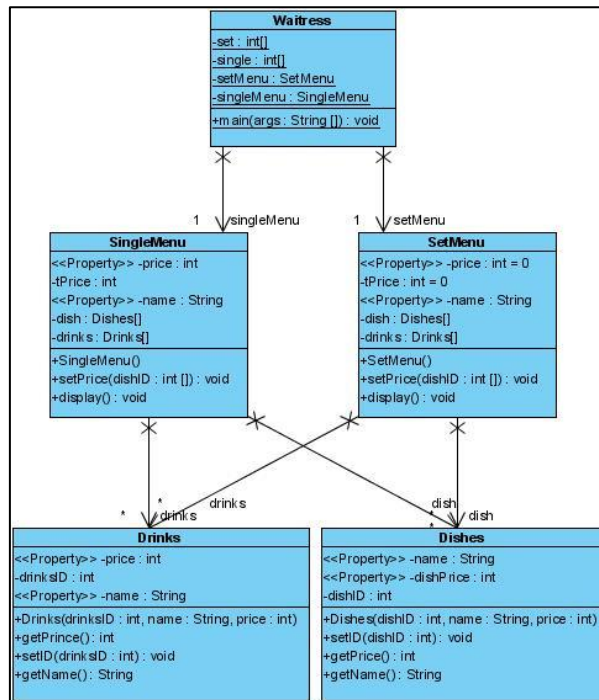 Waitress
-set : int[]
-single : int[]
-setMenu : SetMenu
-singleMenu : SingleMenu
+main(args : String []) : void
1 singleMenu
1 setMenu
SingleMenu
<<Property>> -price : int
-tPrice : int
<<Property>> -name : String
-dish : Dishes[]
-drinks : Drinks[]
+SingleMenu()
+setPrice(dishID : int []) : void
+display() : void
SetMenu
<<Property>> -price : int = 0
-tPrice : int = 0
<<Property>> -name : String
-dish : Dishes[]
-drinks : Drinks[]
+SetMenu()
+setPrice(dishID : int []) : void
+display() : void
* drinks
* drinks
* dish
* dish
Drinks
<<Property>> -price : int
-drinksID : int
<<Property>> -name : String
+Drinks(drinksID : int, name : String, price : int)
+getPrince() : int
+setID(drinksID : int) : void
+getName() : String
Dishes
<<Property>> -name : String
<<Property>> -dishPrice : int
-dishID : int
+Dishes(dishID : int, name : String, price : int)
+setID(dishID : int) : void
+getPrice() : int
+getName() : String